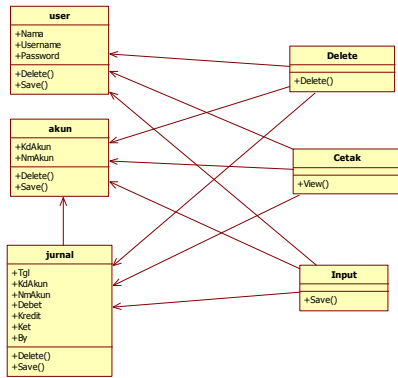 user
+Nama
+Username
+Password
+Delete()
+Save()
akun
+KdAkun
+NmAkun
+Delete()
+Save()
jurnal
+Tgl
+KdAkun
+NmAkun
+Debet
+Kredit
+Ket
+By
+Delete()
+Save()
Delete
+Delete()
Cetak
+View()
Input
+Save()